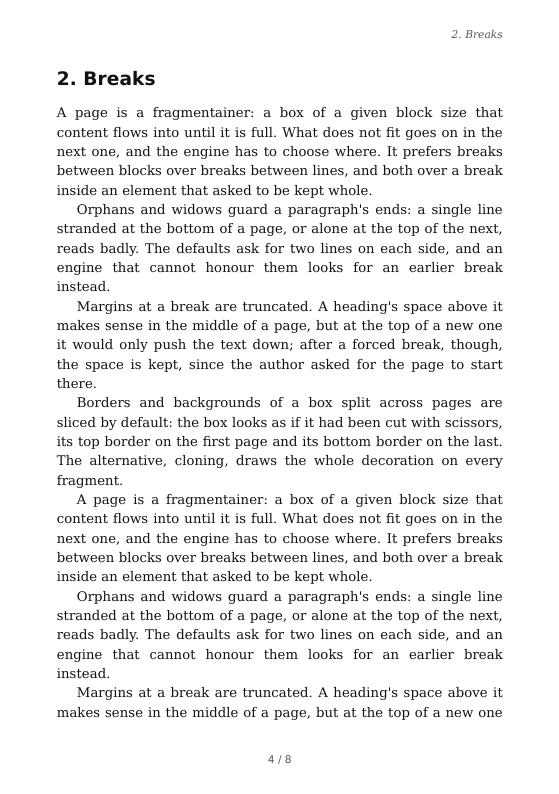 2. Breaks
2. Breaks
A page is a fragmentainer: a box of a given block size that
content flows into until it is full. What does not fit goes on in the
next one, and the engine has to choose where. It prefers breaks
between blocks over breaks between lines, and both over a break
inside an element that asked to be kept whole.
Orphans and widows guard a paragraph's ends: a single line
stranded at the bottom of a page, or alone at the top of the next,
reads badly. The defaults ask for two lines on each side, and an
engine that cannot honour them looks for an earlier break
instead.
Margins at a break are truncated. A heading's space above it
makes sense in the middle of a page, but at the top of a new one
it would only push the text down; after a forced break, though,
the space is kept, since the author asked for the page to start
there.
Borders and backgrounds of a box split across pages are
sliced by default: the box looks as if it had been cut with scissors,
its top border on the first page and its bottom border on the last.
The alternative, cloning, draws the whole decoration on every
fragment.
A page is a fragmentainer: a box of a given block size that
content flows into until it is full. What does not fit goes on in the
next one, and the engine has to choose where. It prefers breaks
between blocks over breaks between lines, and both over a break
inside an element that asked to be kept whole.
Orphans and widows guard a paragraph's ends: a single line
stranded at the bottom of a page, or alone at the top of the next,
reads badly. The defaults ask for two lines on each side, and an
engine that cannot honour them looks for an earlier break
instead.
Margins at a break are truncated. A heading's space above it
makes sense in the middle of a page, but at the top of a new one
4 / 8